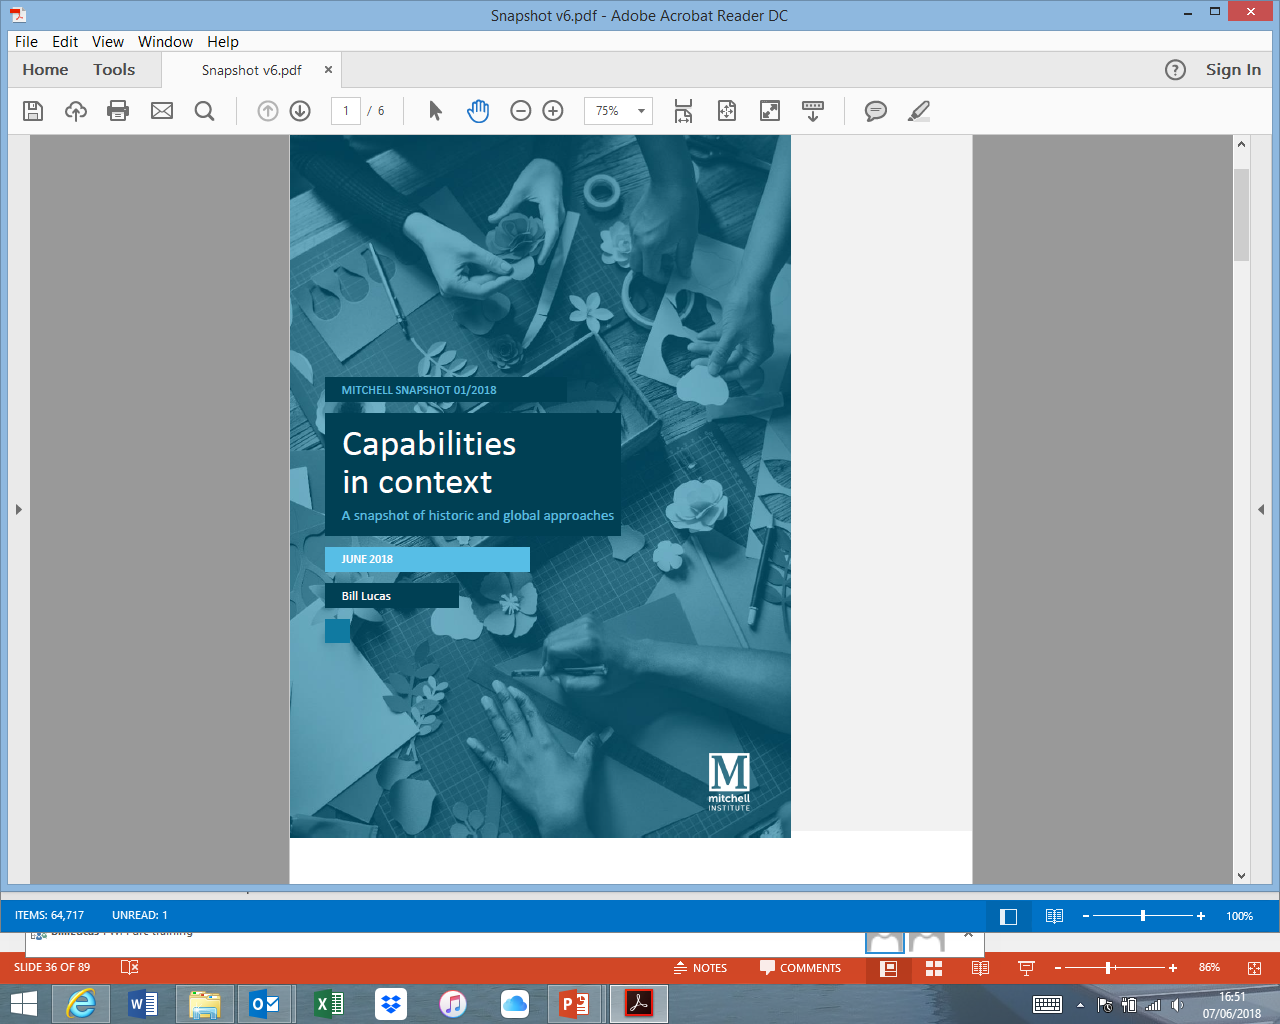 Snapshot v6.pdf - Adobe Acrobat Reader DC
File Edit View Window Help
Home Tools Snapshot v6.pdf × ? Sign In
1 / 6 75%
MITCHELL SNAPSHOT 01/2018
Capabilities
in context
A snapshot of historic and global approaches
JUNE 2018
Bill Lucas
M
mitchell
INSTITUTE
ITEMS: 64,717 UNREAD: 1 100%
training
SLIDE 36 OF 89 NOTES COMMENTS 86%
16:51
07/06/2018